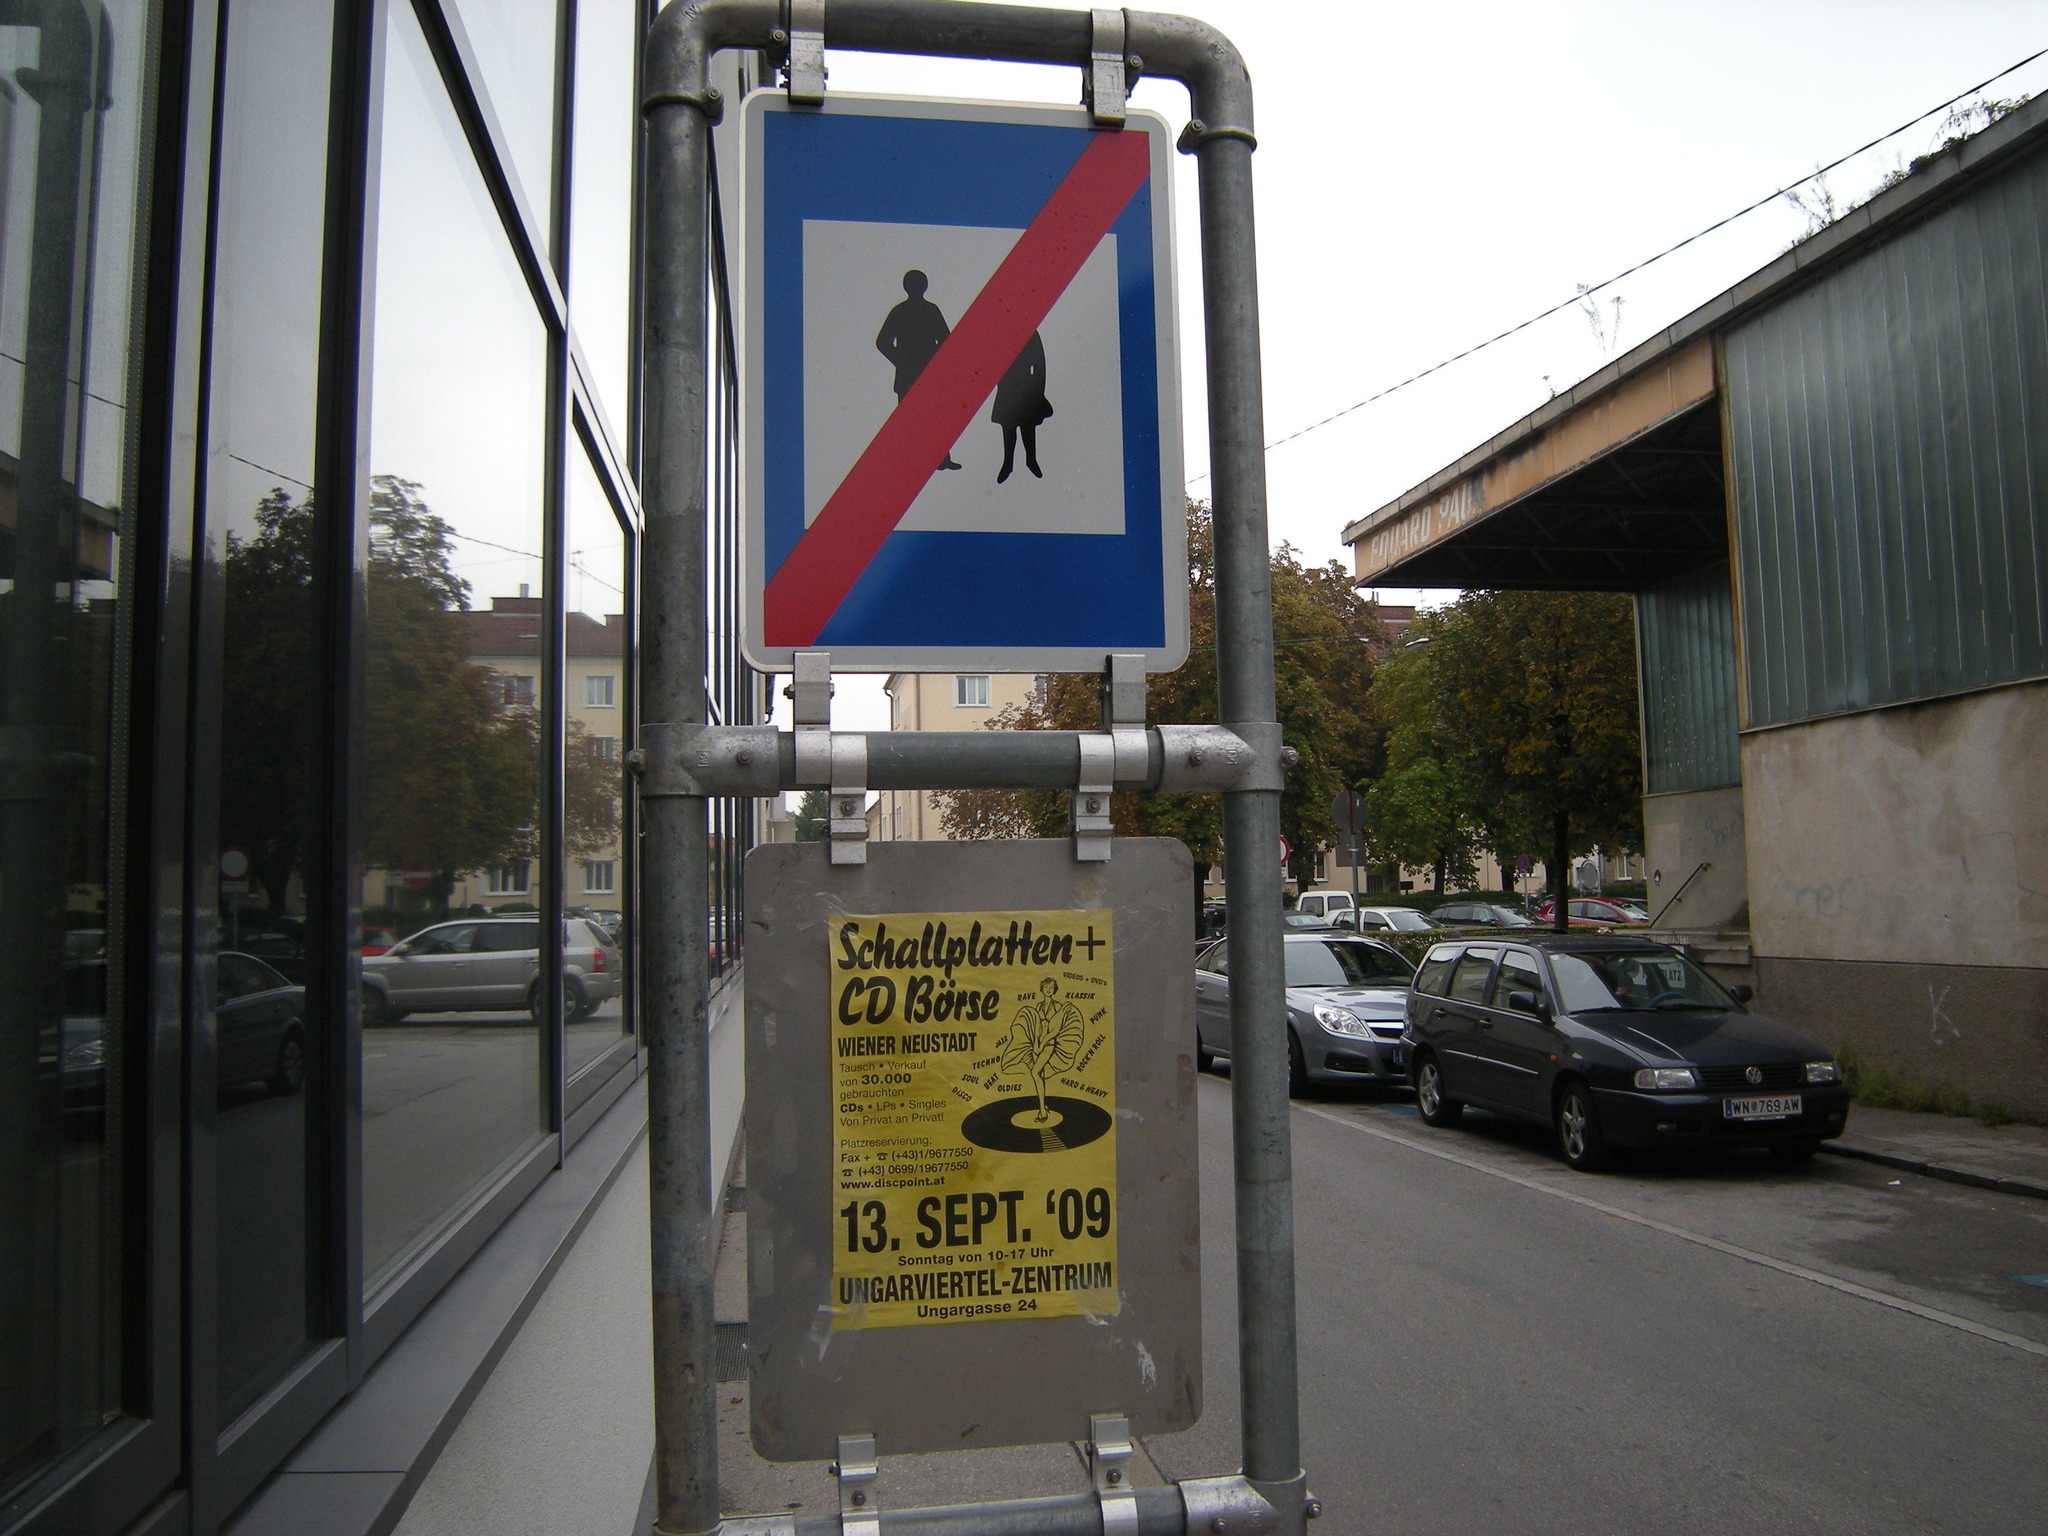 Schallplatten+
CD Börse
WIENER NEUSTADT
Tausch • Verkauf
von 30.000
gebrauchten
CDs • LPs • Singles
Von Privat an Privat!
VIDEOS + DVD's
RAVE
KLASSIK
PUNK
JAZZ
ROCK'N ROLL
TECHNO
SOUL
BEAT
HARD & HEAVY
OLDIES
DISCO
Platzreservierung:
Fax + ☎ (+43)1/9677550
☎ (+43) 0699/19677550
www.discpoint.at
13. SEPT. '09
Sonntag von 10-17 Uhr
UNGARVIERTEL-ZENTRUM
Ungargasse 24
EDUARD
WN 769 AW
K